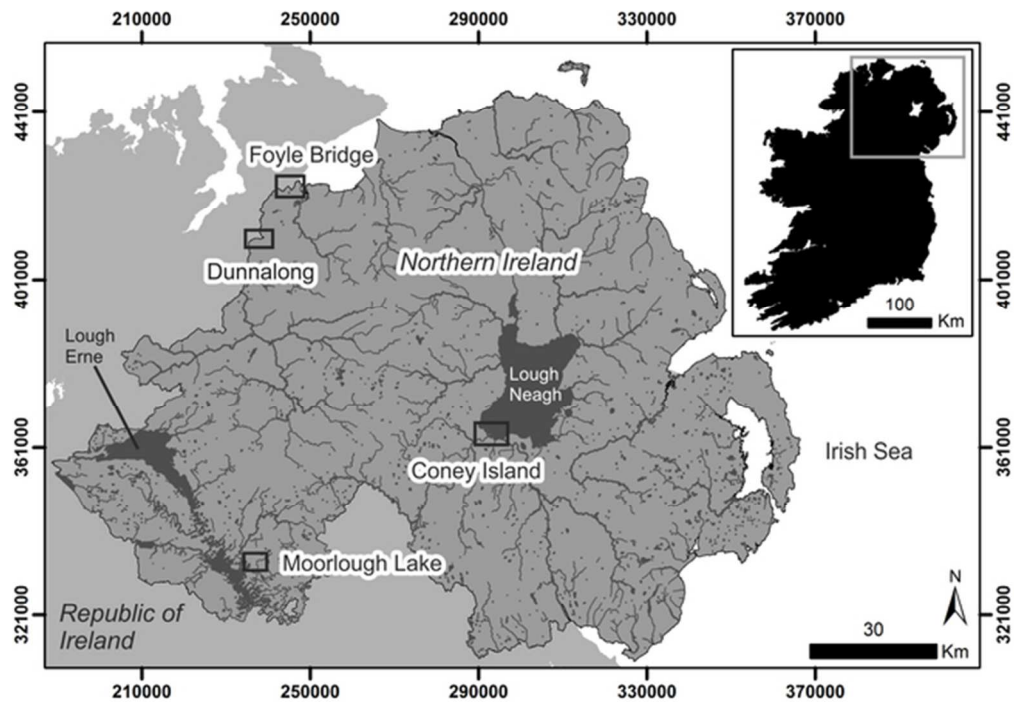 210000 250000 290000 330000 370000
441000
441000
Foyle Bridge
Northern Ireland
Dunnalong
401000
401000
100
Km
Lough
Erne
Lough
Neagh
361000
361000
Irish Sea
Coney Island
Moorlough Lake
N
Republic of
Ireland
321000
321000
30
Km
210000 250000 290000 330000 370000